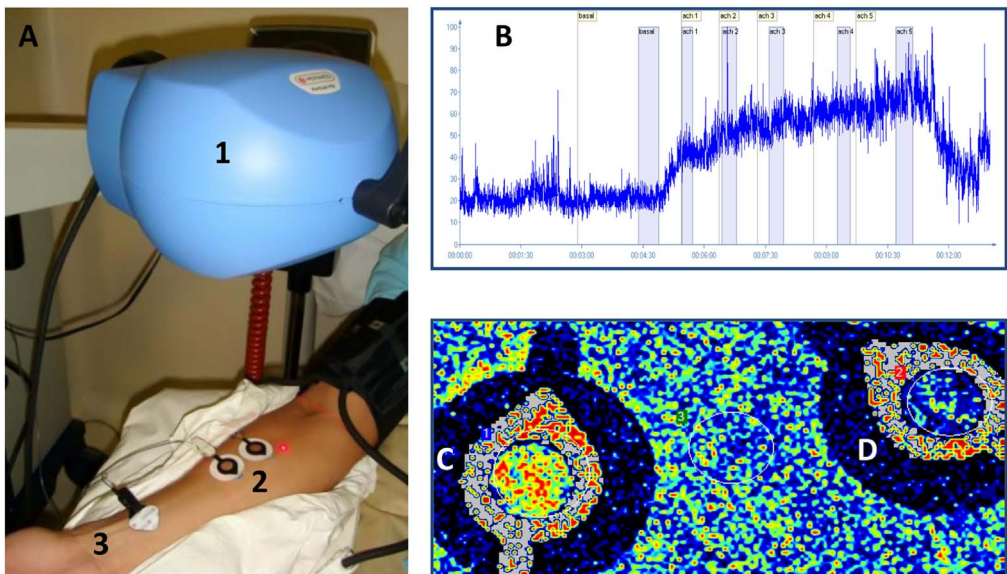 A
1
2
3
B
basal
ach 1
ach 2
ach 3
ach 4
ach 5
basal
ach 1
ach 2
ach 3
ach 4
ach 5
100
90
80
70
60
50
40
30
20
10
0
00:00:00
00:01:30
00:03:00
00:04:30
00:06:00
00:07:30
00:09:00
00:10:30
00:12:00
C
3
2
D